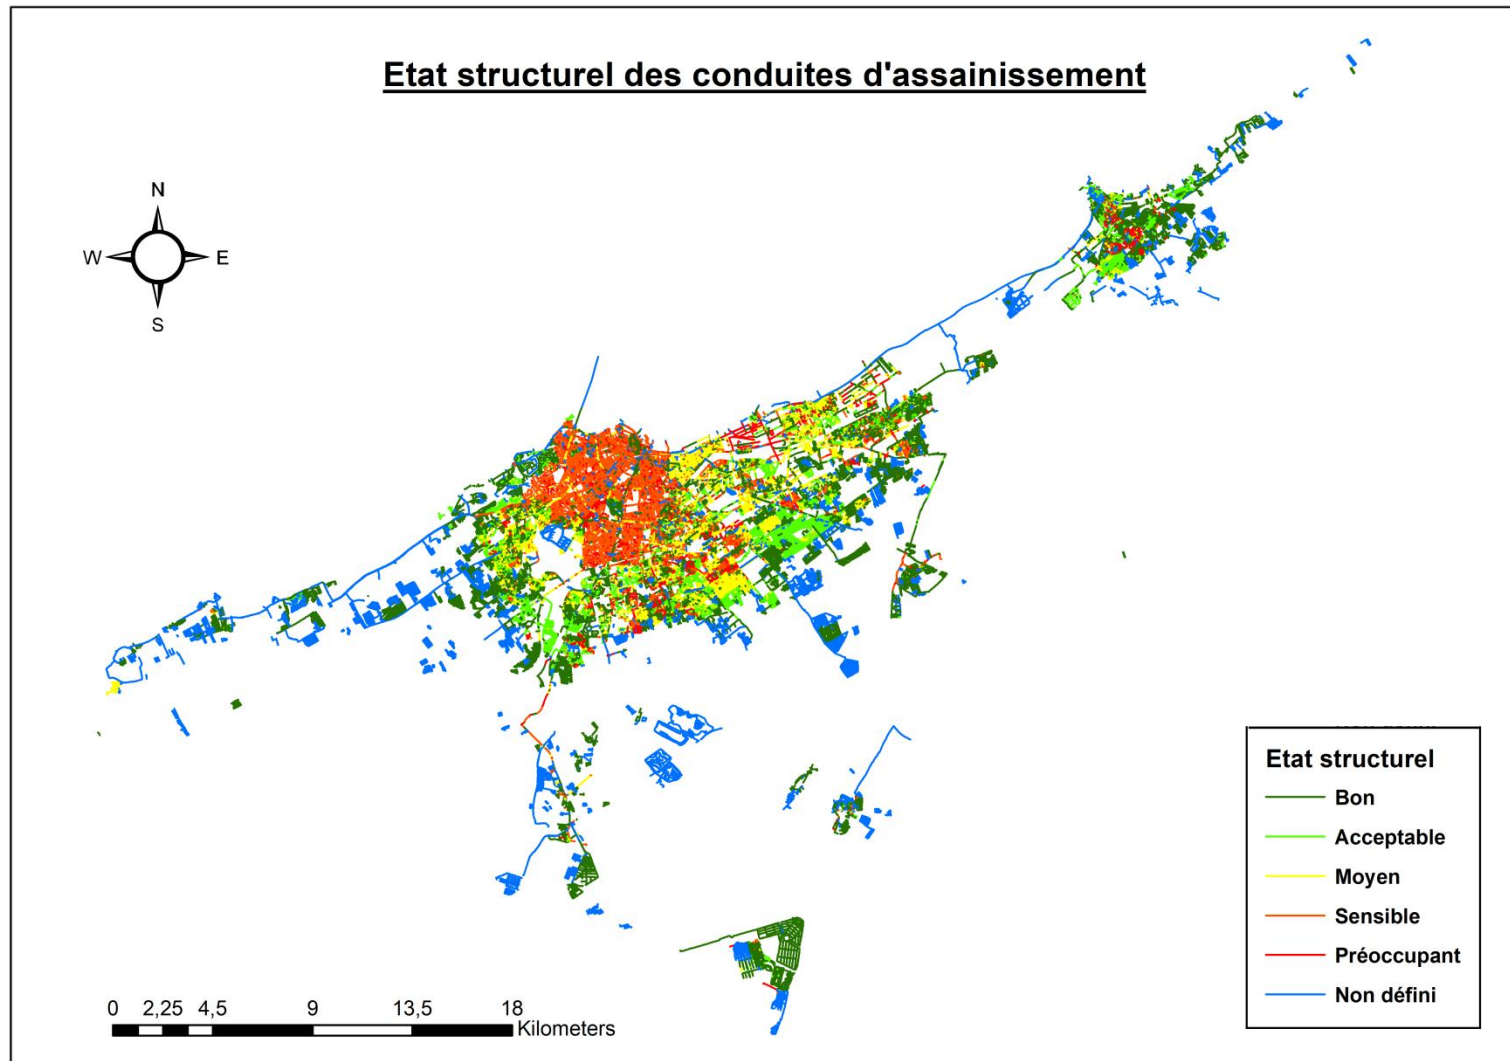 Etat structurel des conduites d'assainissement
N
W
E
S
Etat structurel
Bon
Acceptable
Moyen
Sensible
Préoccupant
Non défini
0 2,25 4,5 9 13,5 18
Kilometers